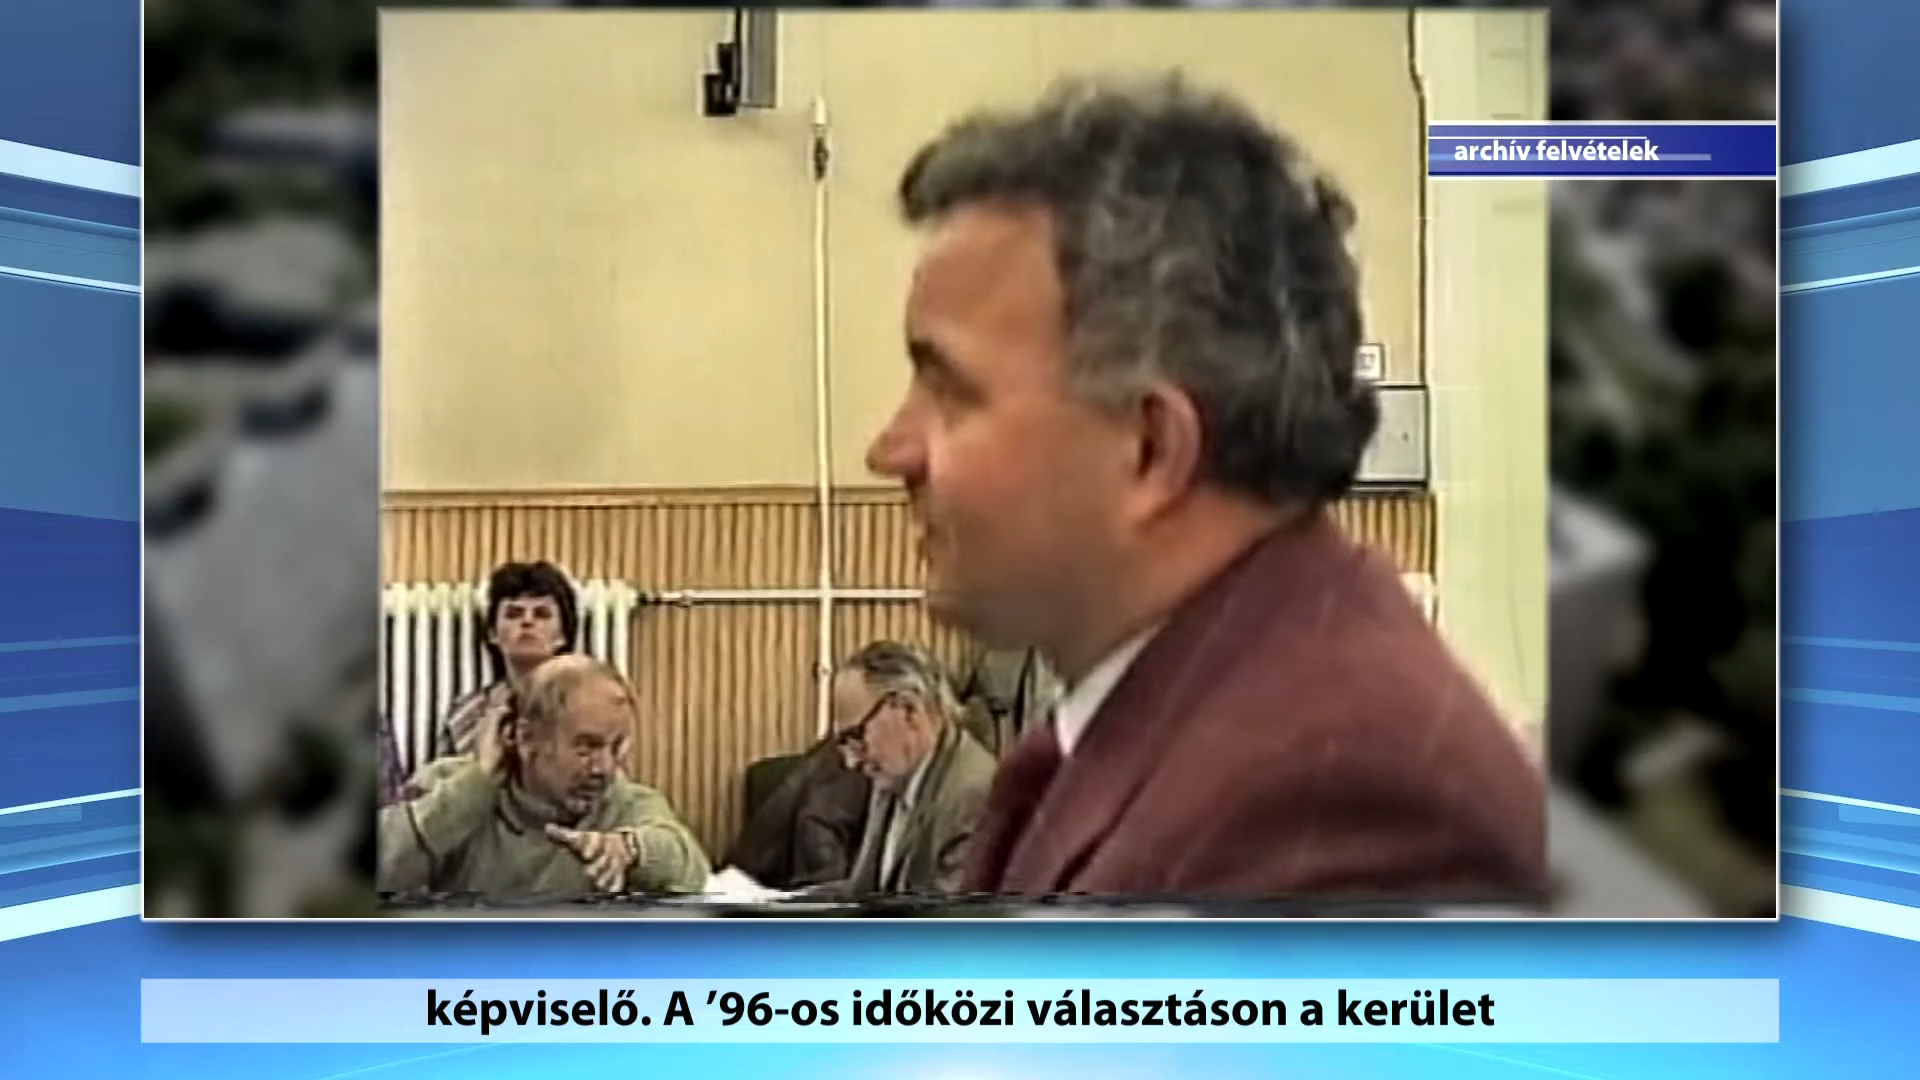 archív felvételek
képviselő. A ’96-os időközi választáson a kerület